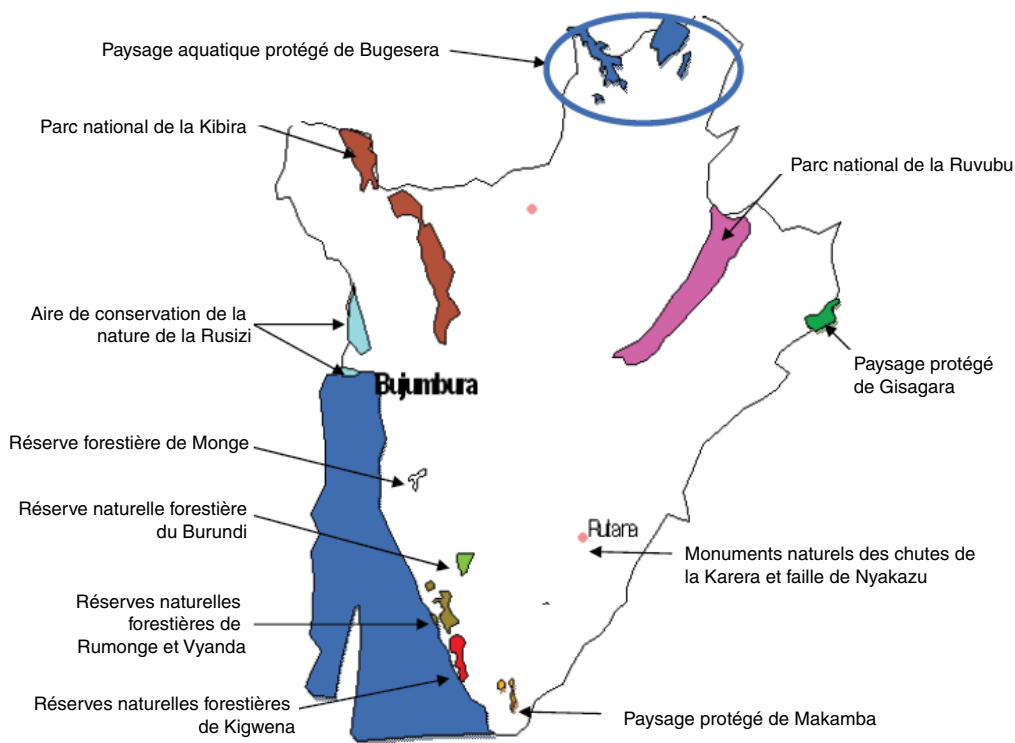 Paysage aquatique protégé de Bugesera
Parc national de la Kibira
Parc national de la Ruvubu
Aire de conservation de la
nature de la Rusizi
Paysage protégé
de Gisagara
Bujumbura
Réserve forestière de Monge
Réserve naturelle forestière
du Burundi
Rutana
Monuments naturels des chutes de
la Karera et faille de Nyakazu
Réserves naturelles
forestières de
Rumonge et Vyanda
Réserves naturelles forestières
de Kigwena
Paysage protégé de Makamba